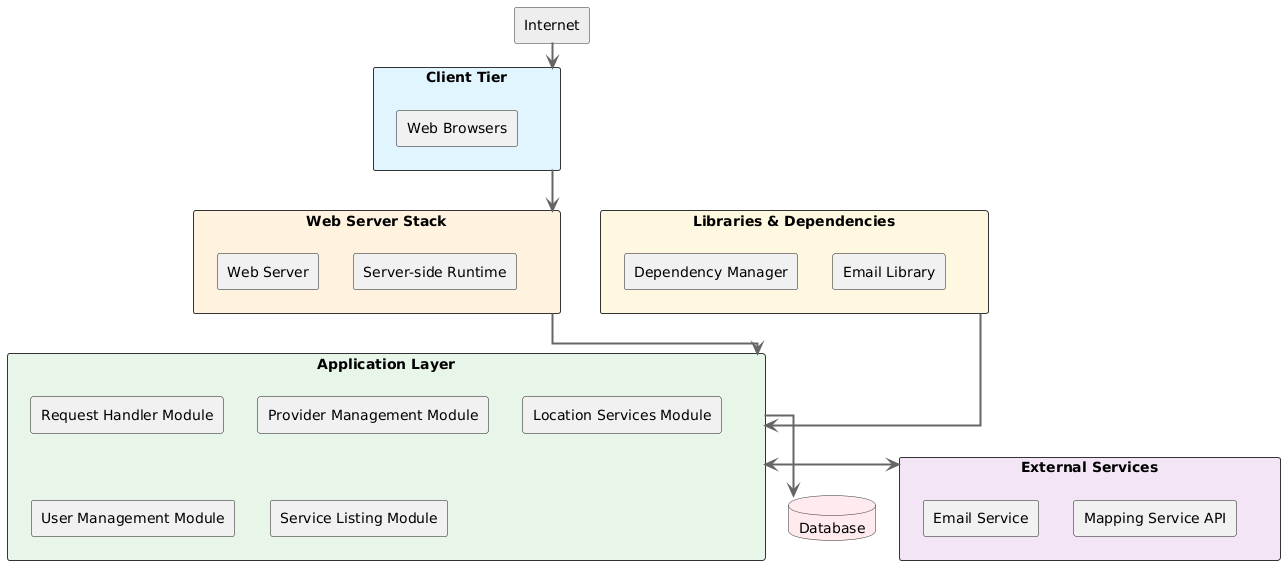 Internet
Client Tier
Web Browsers
Web Server Stack
Web Server
Server-side Runtime
Libraries & Dependencies
Dependency Manager
Email Library
Application Layer
Request Handler Module
Provider Management Module
Location Services Module
User Management Module
Service Listing Module
Database
External Services
Email Service
Mapping Service API